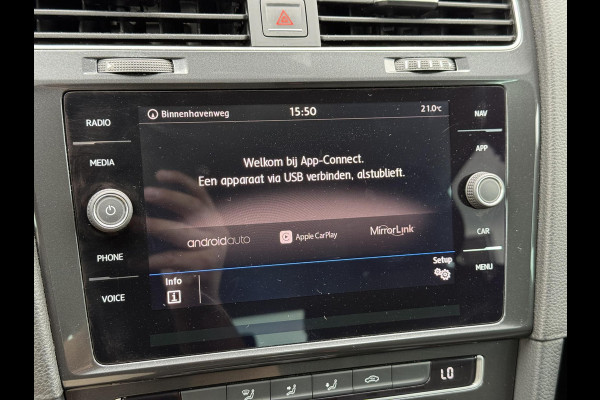 Binnenhavenweg 15:50 21.0°C
RADIO NAV
MEDIA APP
Welkom bij App-Connect.
Een apparaat via USB verbinden, alstublieft.
androidauto Apple CarPlay MirrorLink
PHONE CAR
VOICE MENU
Info Setup
LO